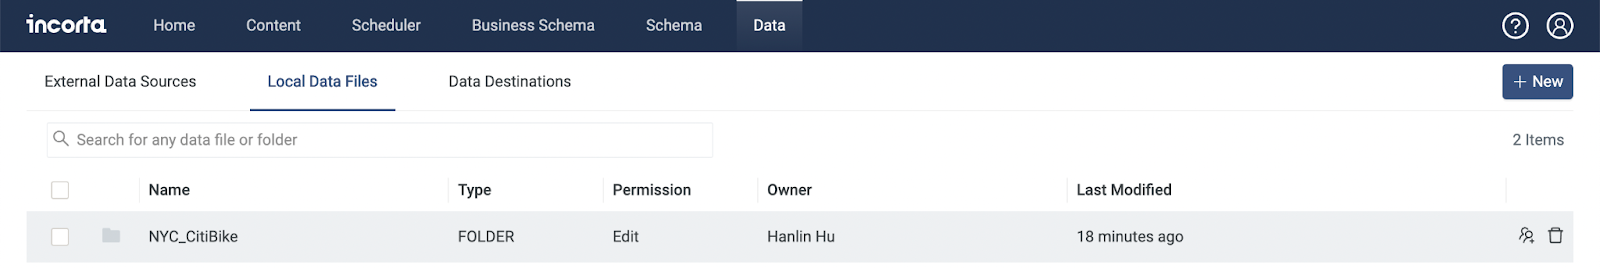 incorta Home Content Scheduler Business Schema Schema Data
External Data Sources Local Data Files Data Destinations + New
Search for any data file or folder 2 Items
Name Type Permission Owner Last Modified
NYC_CitiBike FOLDER Edit Hanlin Hu 18 minutes ago